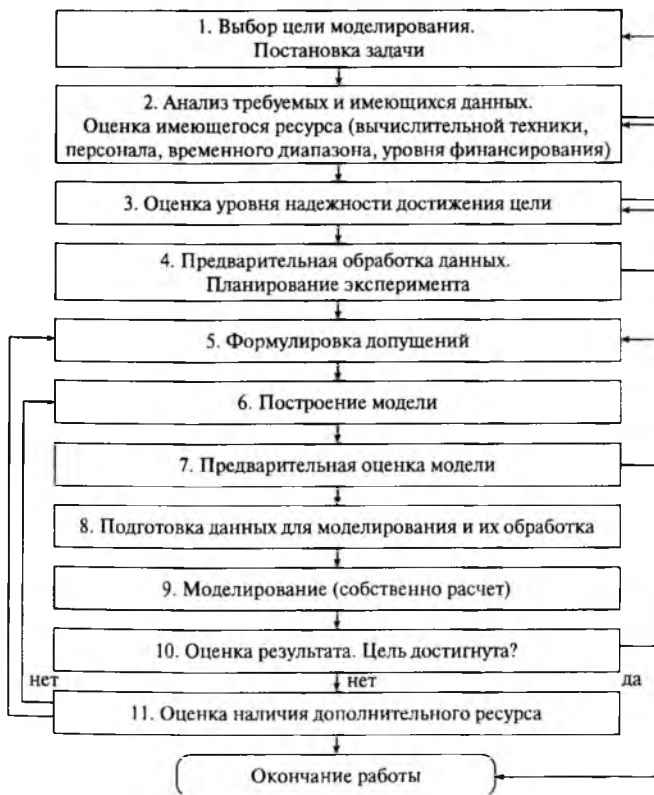 1. Выбор цели моделирования.
Постановка задачи
2. Анализ требуемых и имеющихся данных.
Оценка имеющегося ресурса (вычислительной техники,
персонала, временного диапазона, уровня финансирования)
3. Оценка уровня надежности достижения цели
4. Предварительная обработка данных.
Планирование эксперимента
5. Формулировка допущений
6. Построение модели
7. Предварительная оценка модели
8. Подготовка данных для моделирования и их обработка
9. Моделирование (собственно расчет)
10. Оценка результата. Цель достигнута?
нет нет да
11. Оценка наличия дополнительного ресурса
Окончание работы